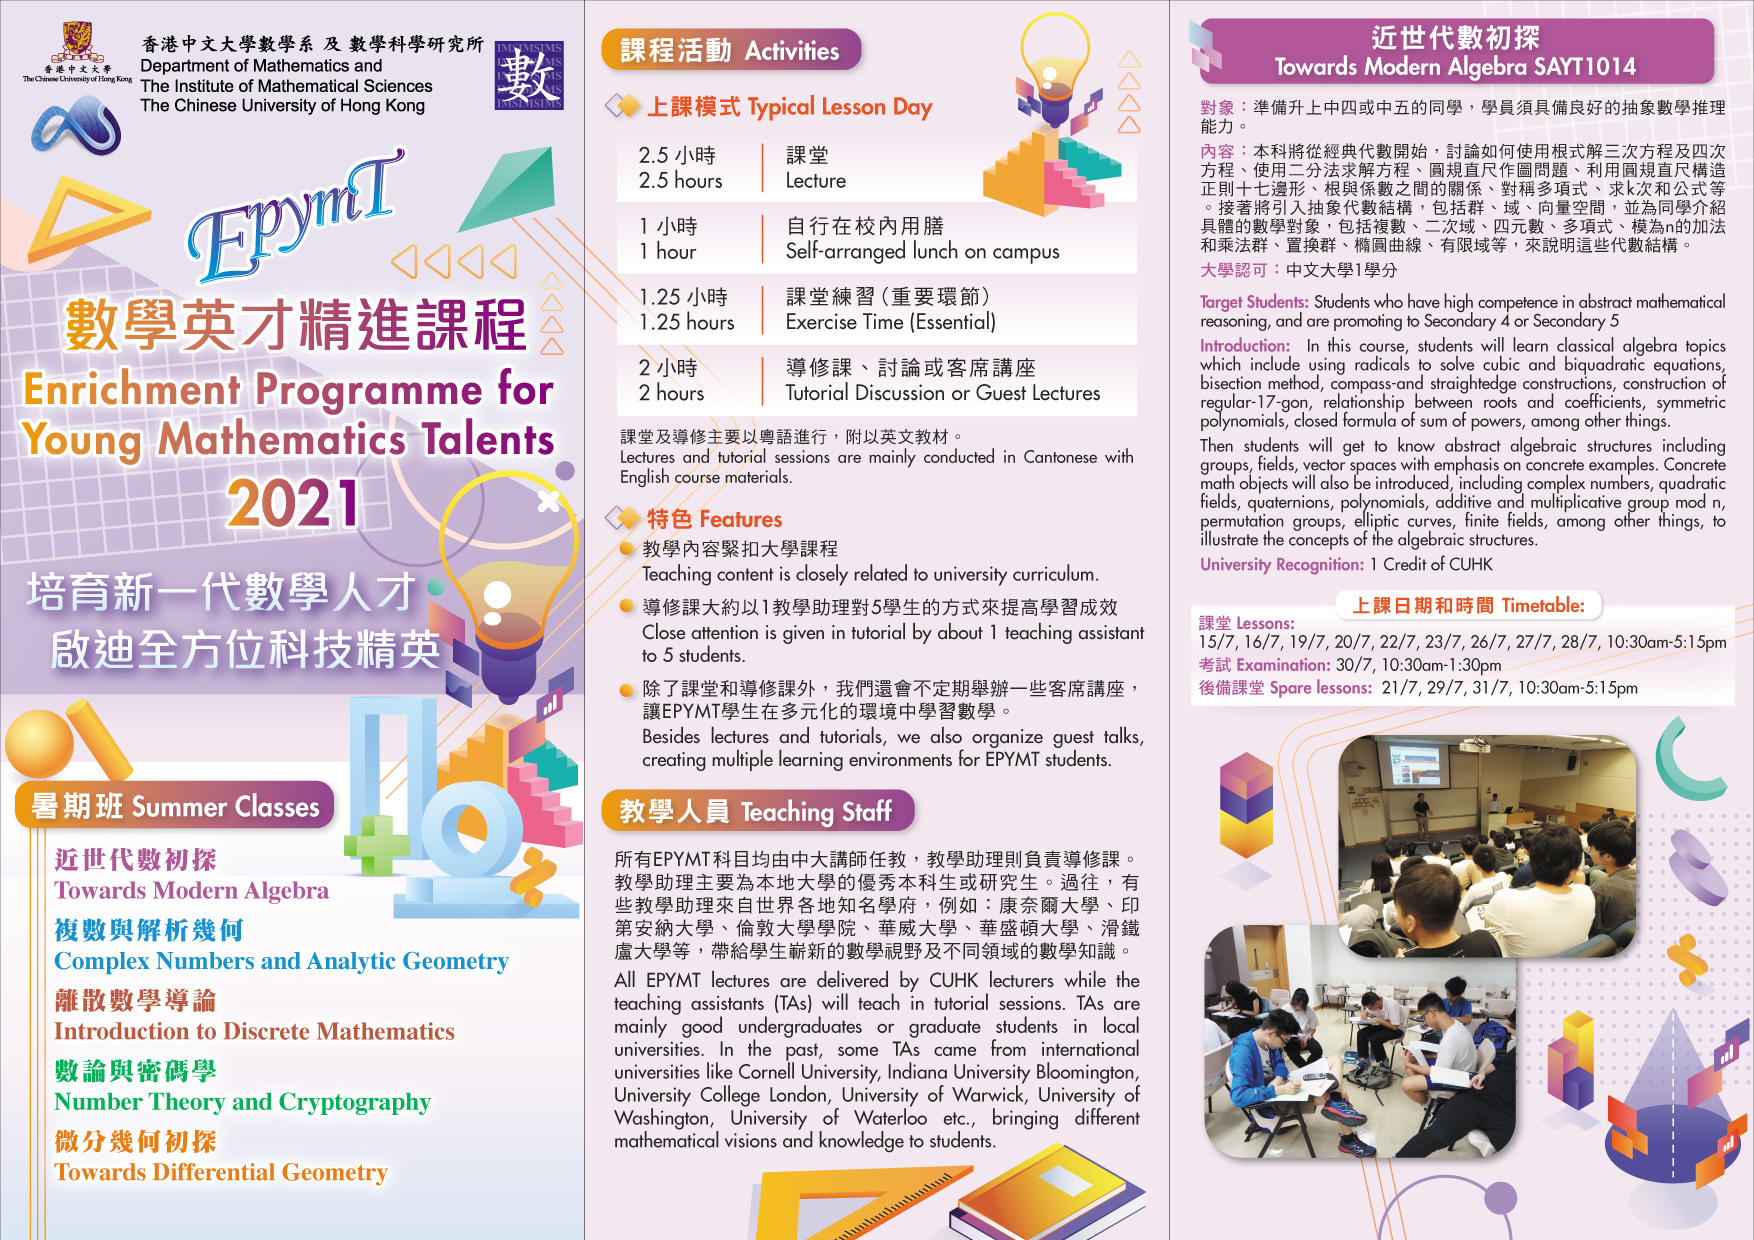 香港中文大學
The Chinese University of Hong Kong
香港中文大學數學系 及 數學科學研究所
Department of Mathematics and
The Institute of Mathematical Sciences
The Chinese University of Hong Kong
IMSIMSIMS
數
IMSIMSIMS
EpymT
數學英才精進課程
Enrichment Programme for
Young Mathematics Talents
2021
培育新一代數學人才
啟迪全方位科技精英
暑期班 Summer Classes
近世代數初探
Towards Modern Algebra
複數與解析幾何
Complex Numbers and Analytic Geometry
離散數學導論
Introduction to Discrete Mathematics
數論與密碼學
Number Theory and Cryptography
微分幾何初探
Towards Differential Geometry
課程活動 Activities
上課模式 Typical Lesson Day
2.5 小時 課堂
2.5 hours Lecture
1 小時 自行在校內用膳
1 hour Self-arranged lunch on campus
1.25 小時 課堂練習（重要環節）
1.25 hours Exercise Time (Essential)
2 小時 導修課、討論或客席講座
2 hours Tutorial Discussion or Guest Lectures
課堂及導修主要以粵語進行，附以英文教材。
Lectures and tutorial sessions are mainly conducted in Cantonese with
English course materials.
特色 Features
教學內容緊扣大學課程
Teaching content is closely related to university curriculum.
導修課大約以1教學助理對5學生的方式來提高學習成效
Close attention is given in tutorial by about 1 teaching assistant
to 5 students.
除了課堂和導修課外，我們還會不定期舉辦一些客席講座，
讓EPYMT學生在多元化的環境中學習數學。
Besides lectures and tutorials, we also organize guest talks,
creating multiple learning environments for EPYMT students.
教學人員 Teaching Staff
所有EPYMT科目均由中大講師任教，教學助理則負責導修課。
教學助理主要為本地大學的優秀本科生或研究生。過往，有
些教學助理來自世界各地知名學府，例如：康奈爾大學、印
第安納大學、倫敦大學學院、華威大學、華盛頓大學、滑鐵
盧大學等，帶給學生嶄新的數學視野及不同領域的數學知識。
All EPYMT lectures are delivered by CUHK lecturers while the
teaching assistants (TAs) will teach in tutorial sessions. TAs are
mainly good undergraduates or graduate students in local
universities. In the past, some TAs came from international
universities like Cornell University, Indiana University Bloomington,
University College London, University of Warwick, University of
Washington, University of Waterloo etc., bringing different
mathematical visions and knowledge to students.
近世代數初探
Towards Modern Algebra SAYT1014
對象：準備升上中四或中五的同學，學員須具備良好的抽象數學推理
能力。
內容：本科將從經典代數開始，討論如何使用根式解三次方程及四次
方程、使用二分法求解方程、圓規直尺作圖問題、利用圓規直尺構造
正則十七邊形、根與係數之間的關係、對稱多項式、求k次和公式等
。接著將引入抽象代數結構，包括群、域、向量空間，並為同學介紹
具體的數學對象，包括複數、二次域、四元數、多項式、模為n的加法
和乘法群、置換群、橢圓曲線、有限域等，來說明這些代數結構。
大學認可：中文大學1學分
Target Students: Students who have high competence in abstract mathematical
reasoning, and are promoting to Secondary 4 or Secondary 5
Introduction: In this course, students will learn classical algebra topics
which include using radicals to solve cubic and biquadratic equations,
bisection method, compass-and straightedge constructions, construction of
regular-17-gon, relationship between roots and coefficients, symmetric
polynomials, closed formula of sum of powers, among other things.
Then students will get to know abstract algebraic structures including
groups, fields, vector spaces with emphasis on concrete examples. Concrete
math objects will also be introduced, including complex numbers, quadratic
fields, quaternions, polynomials, additive and multiplicative group mod n,
permutation groups, elliptic curves, finite fields, among other things, to
illustrate the concepts of the algebraic structures.
University Recognition: 1 Credit of CUHK
上課日期和時間 Timetable:
課堂 Lessons:
15/7, 16/7, 19/7, 20/7, 22/7, 23/7, 26/7, 27/7, 28/7, 10:30am-5:15pm
考試 Examination: 30/7, 10:30am-1:30pm
後備課堂 Spare lessons: 21/7, 29/7, 31/7, 10:30am-5:15pm